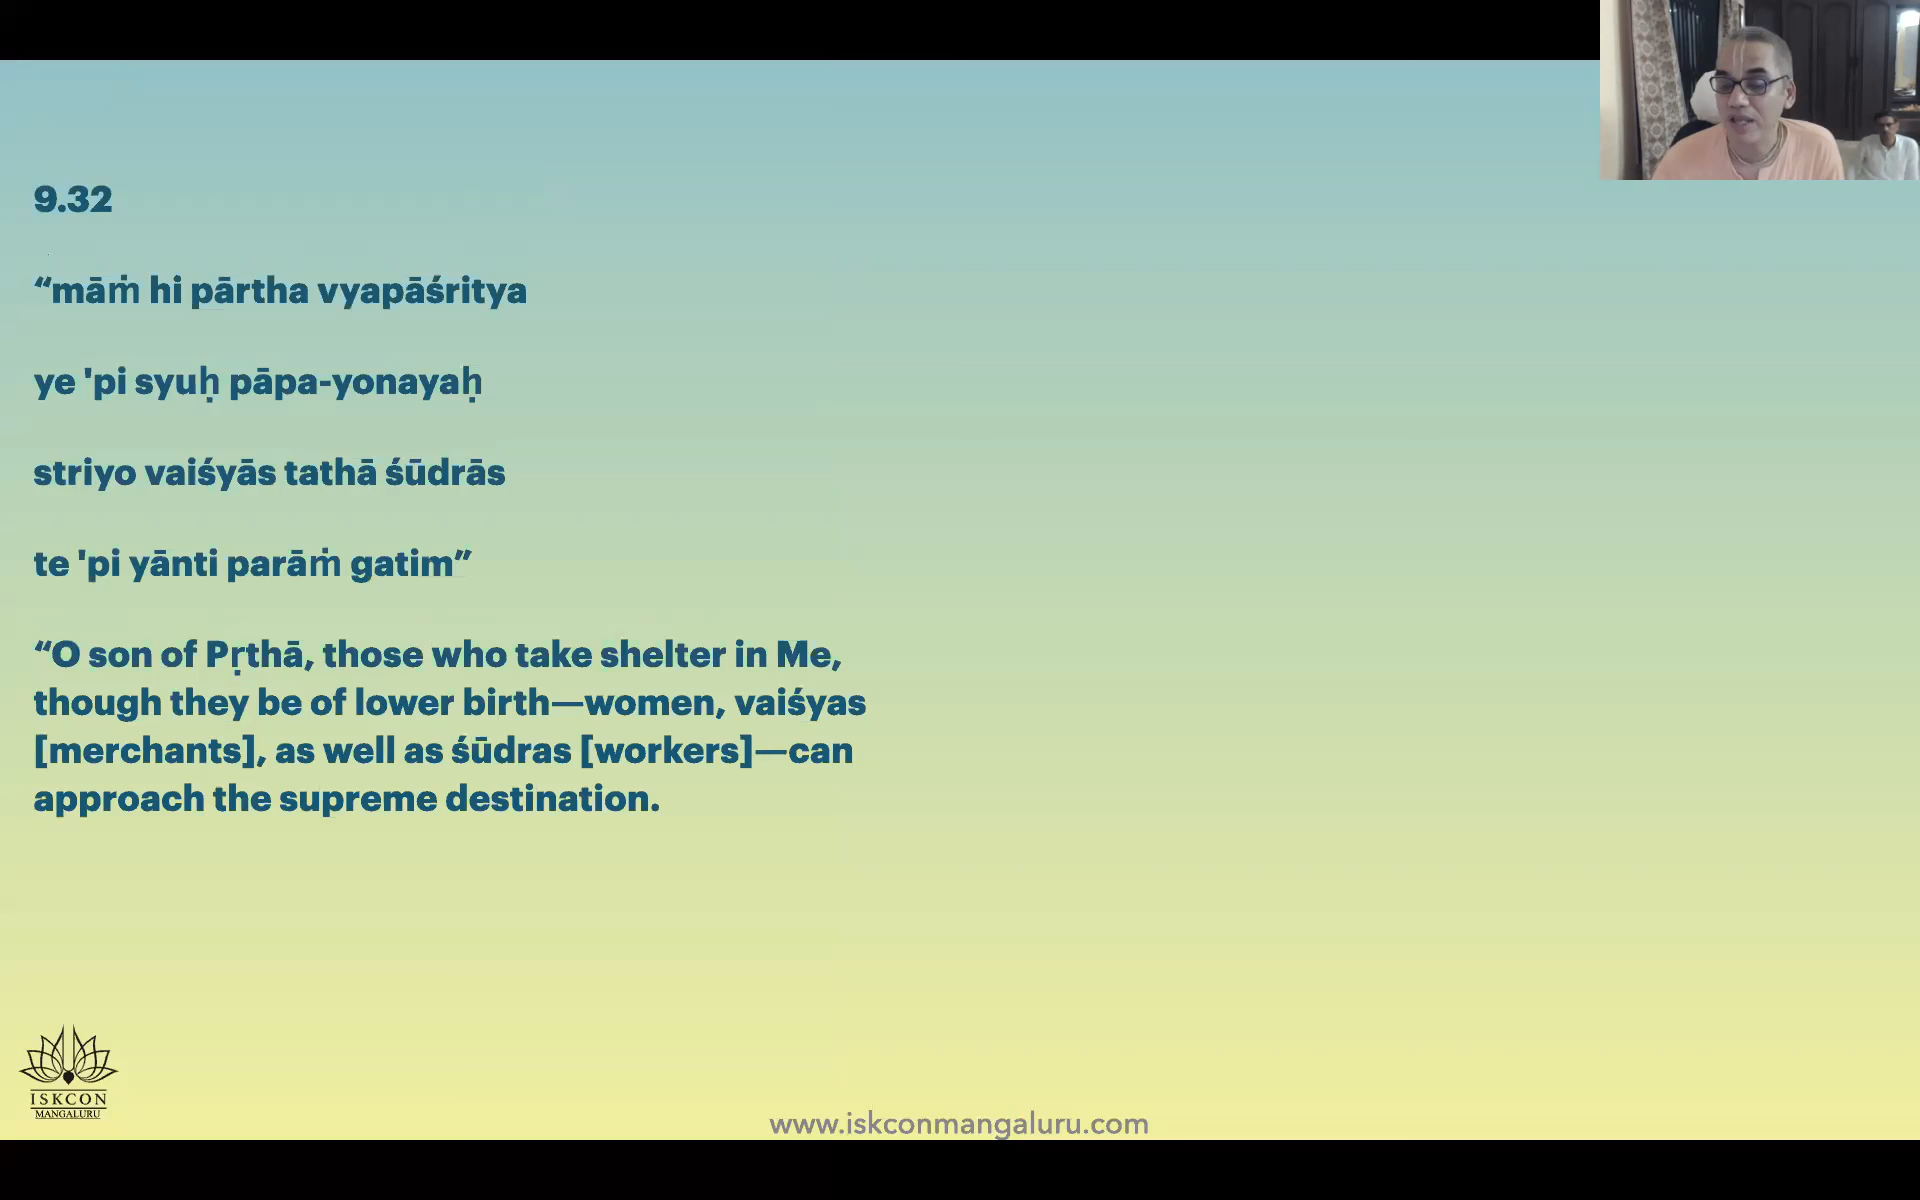 9.32
“māṁ hi pārtha vyapāśritya
ye 'pi syuḥ pāpa-yonayaḥ
striyo vaiśyās tathā śūdrās
te 'pi yānti parāṁ gatim”
“O son of Pṛthā, those who take shelter in Me,
though they be of lower birth—women, vaiśyas
[merchants], as well as śūdras [workers]—can
approach the supreme destination.
ISKCON
MANGALURU
www.iskconmangaluru.com